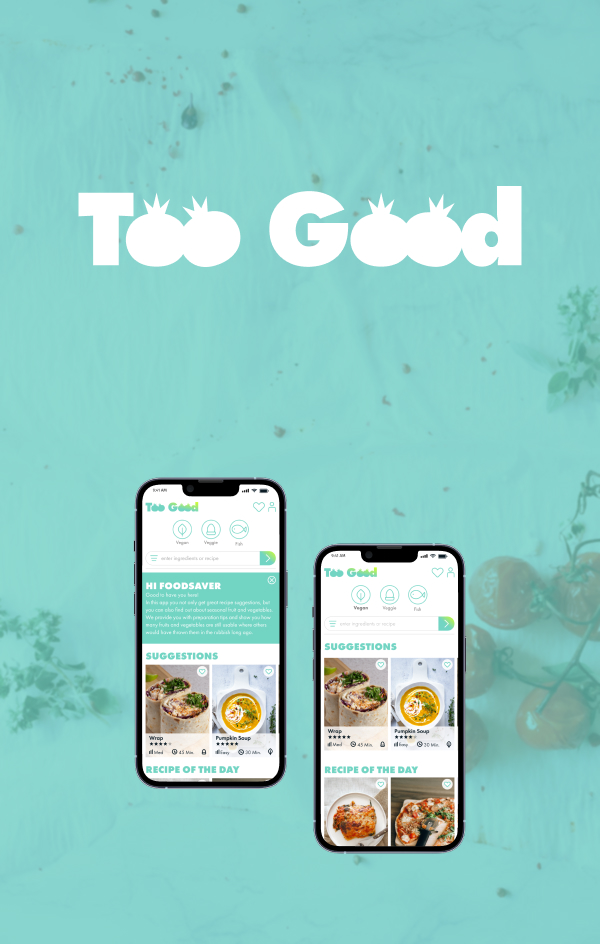 Too Good
9:41 AM
Too Good
Vegan
Veggie
Fish
enter ingredients or recipe
HI FOODSAVER
Good to have you here!
In this app you not only get great recipe suggestions, but
you can also find out about seasonal fruit and vegetables.
We provide you with preparation tips and show you how
many fruits and vegetables are still usable where others
would have thrown them in the rubbish long ago.
SUGGESTIONS
Wrap
Med
45 Min.
Pumpkin Soup
Easy
30 Min.
RECIPE OF THE DAY
9:41 AM
Too Good
Vegan
Veggie
Fish
enter ingredients or recipe
SUGGESTIONS
Wrap
Med
45 Min.
Pumpkin Soup
Easy
30 Min.
RECIPE OF THE DAY